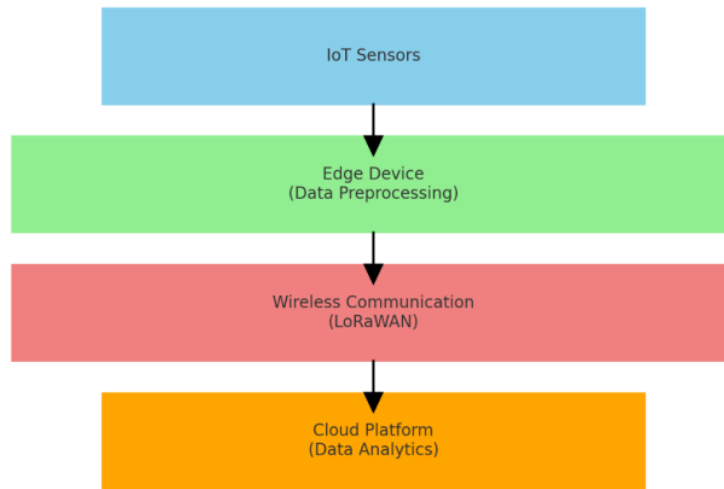 IoT Sensors
Edge Device
(Data Preprocessing)
Wireless Communication
(LoRaWAN)
Cloud Platform
(Data Analytics)